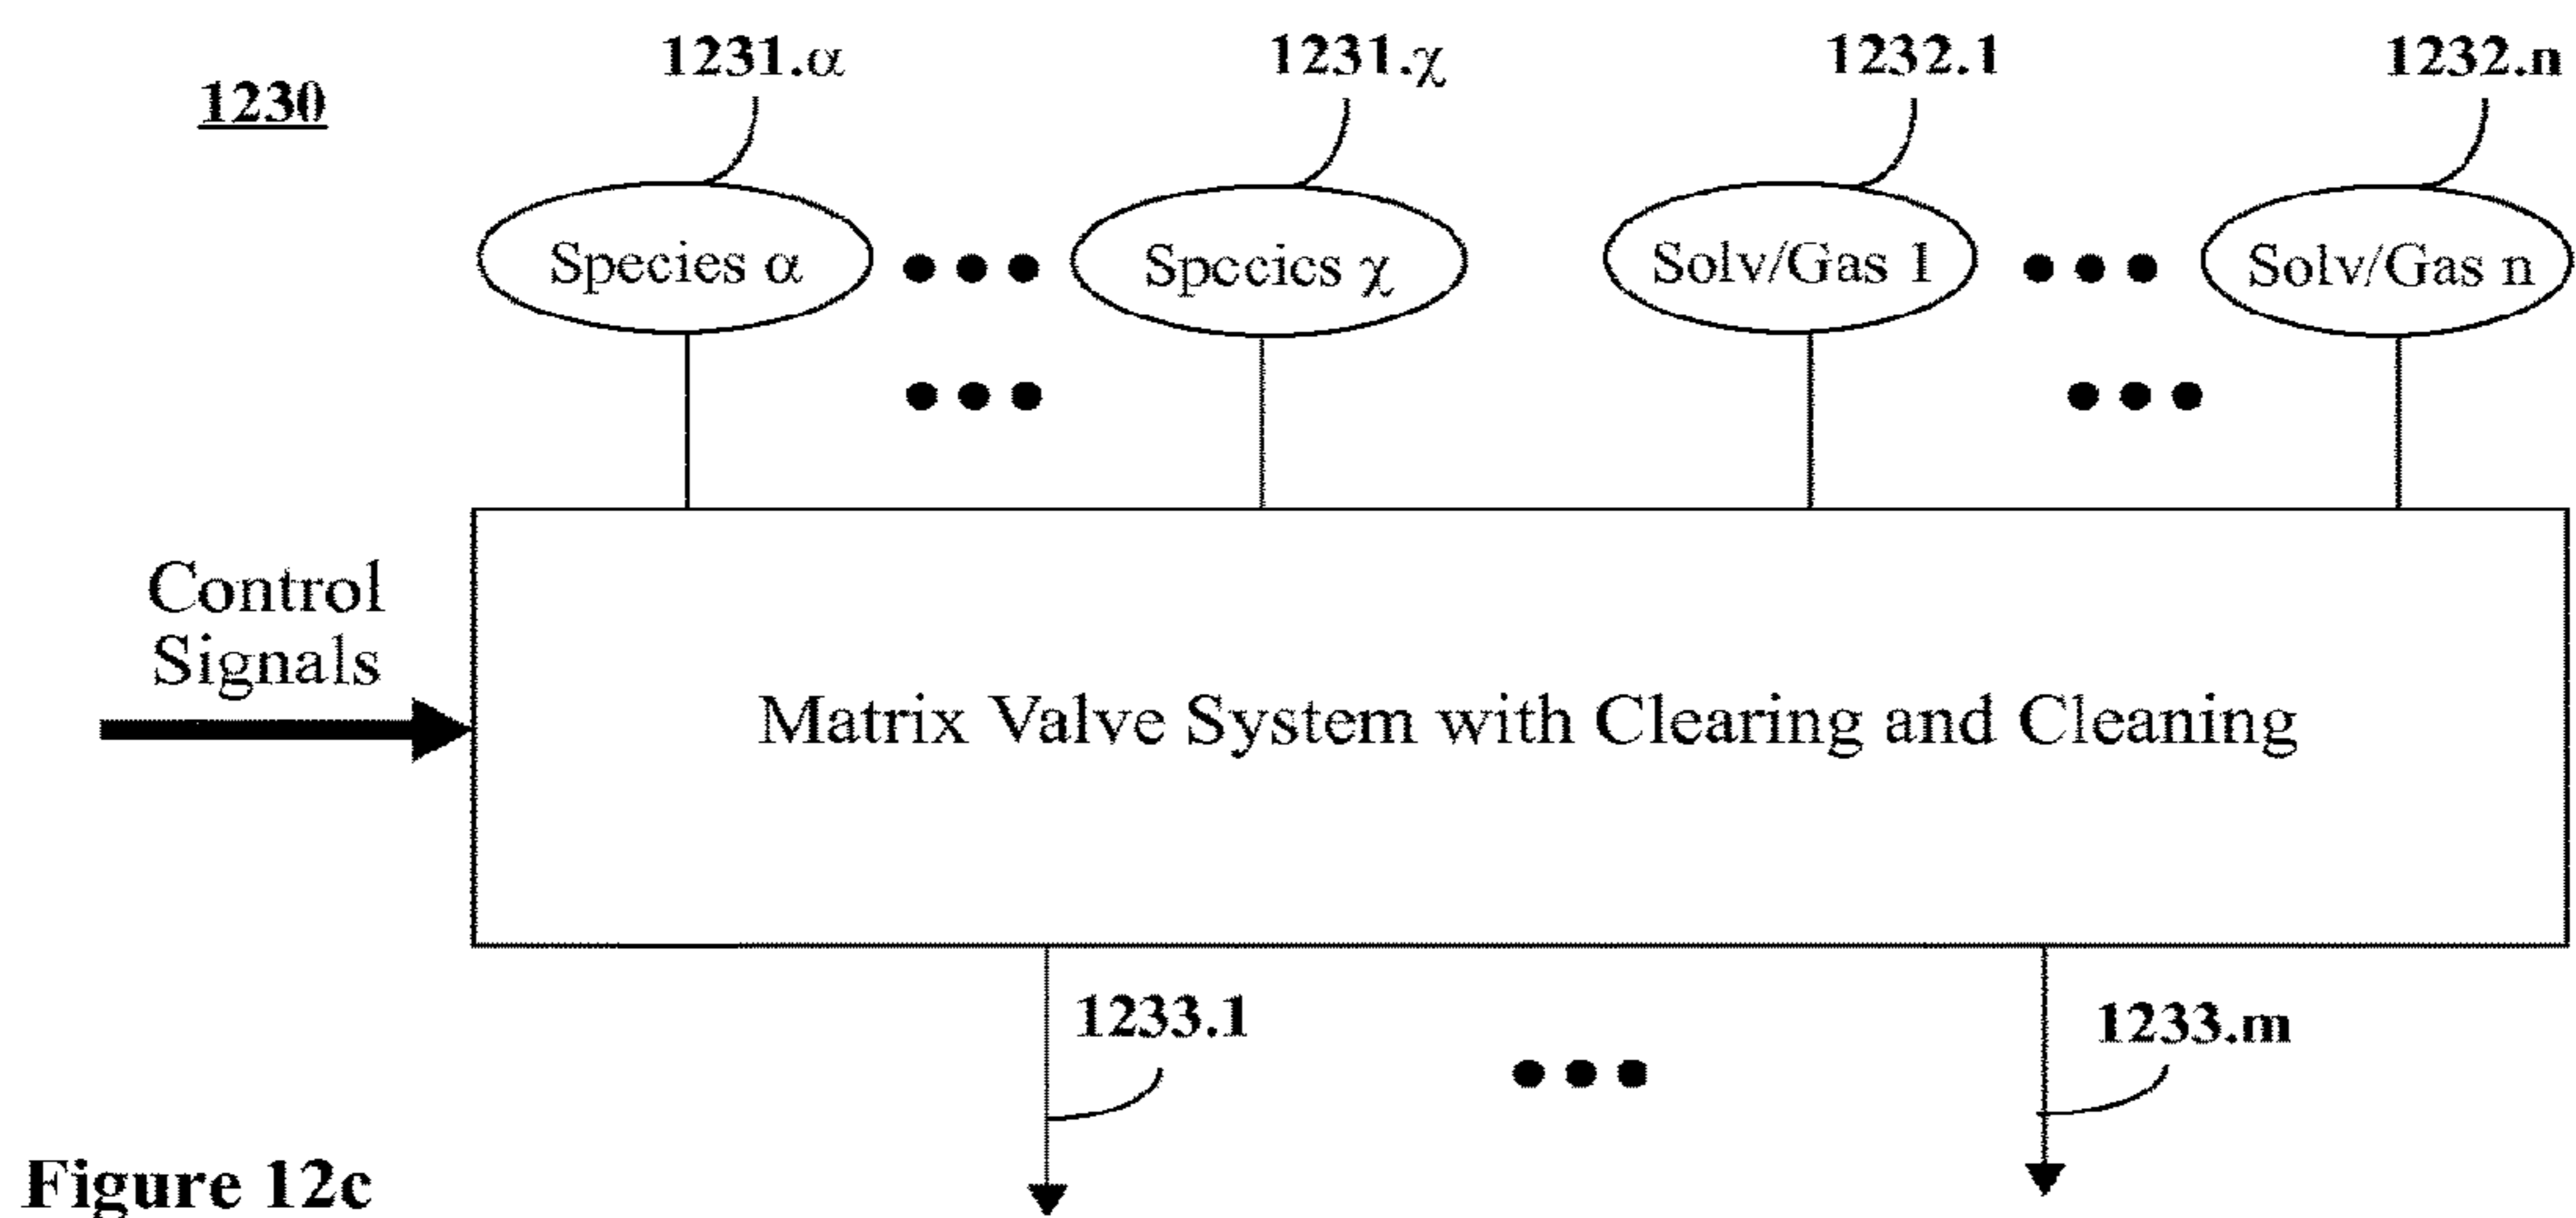 1231.α
1231.χ
1232.1
1232.n
1230
Species α
Species χ
Solv/Gas 1
Solv/Gas n
Control
Signals
Matrix Valve System with Clearing and Cleaning
1233.1
1233.m
Figure 12c